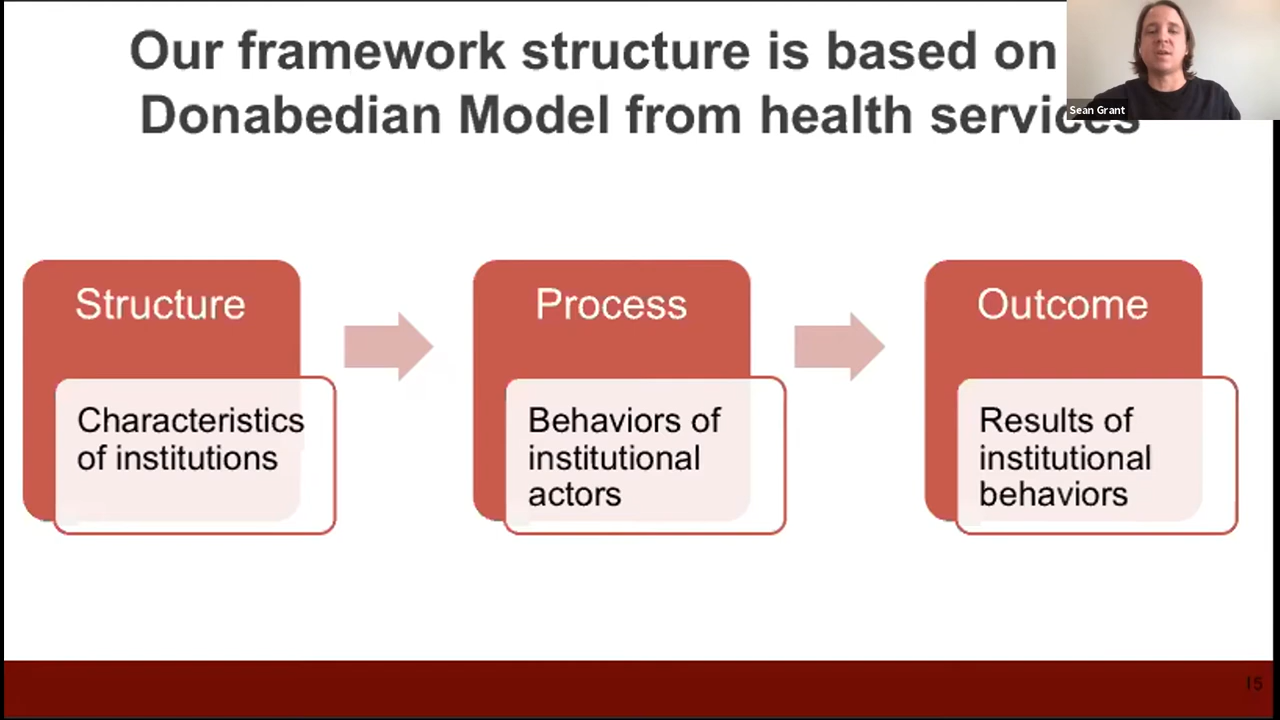 Our framework structure is based on
Donabedian Model from health services
Sean Grant
Structure
Characteristics
of institutions
Process
Behaviors of
institutional
actors
Outcome
Results of
institutional
behaviors
15